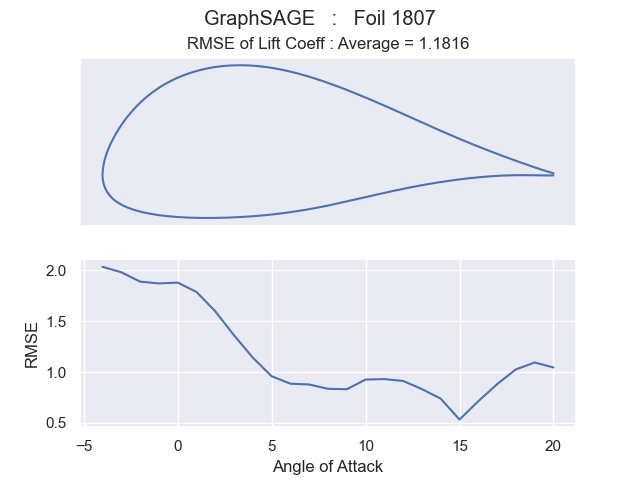 GraphSAGE   :   Foil 1807
RMSE of Lift Coeff : Average = 1.1816
2.0
1.5
1.0
0.5
RMSE
−5 0 5 10 15 20
Angle of Attack